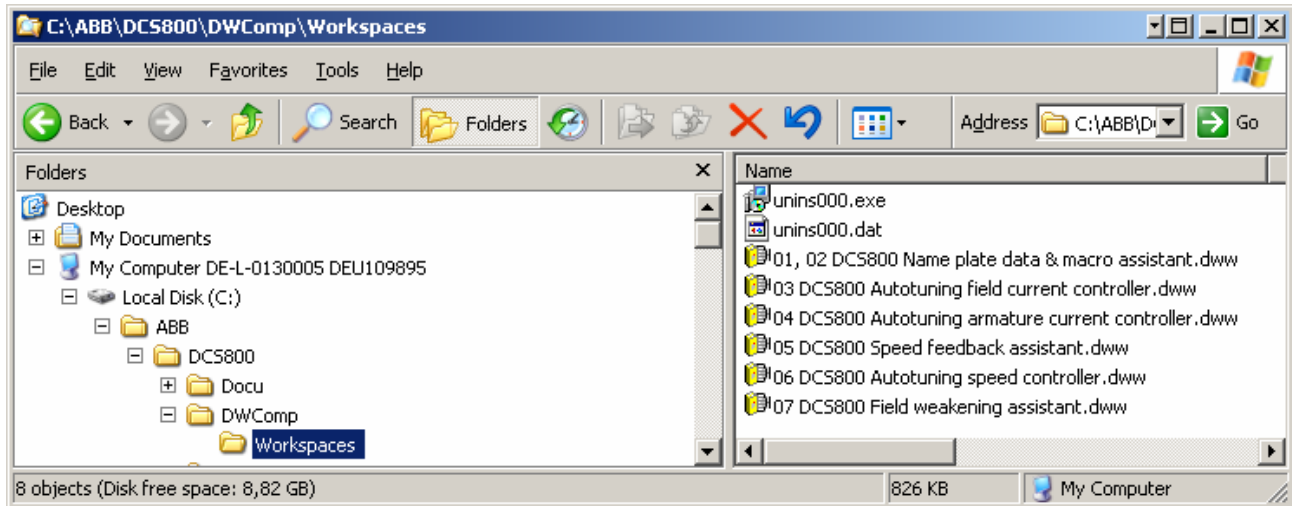 C:\ABB\DCS800\DWComp\Workspaces
File Edit View Favorites Tools Help
Back Search Folders Address C:\ABB\D Go
Folders
Name
Desktop
My Documents
My Computer DE-L-0130005 DEU109895
Local Disk (C:)
ABB
DCS800
Docu
DWComp
Workspaces
unins000.exe
unins000.dat
01, 02 DCS800 Name plate data & macro assistant.dww
03 DCS800 Autotuning field current controller.dww
04 DCS800 Autotuning armature current controller.dww
05 DCS800 Speed feedback assistant.dww
06 DCS800 Autotuning speed controller.dww
07 DCS800 Field weakening assistant.dww
8 objects (Disk free space: 8,82 GB) 826 KB My Computer